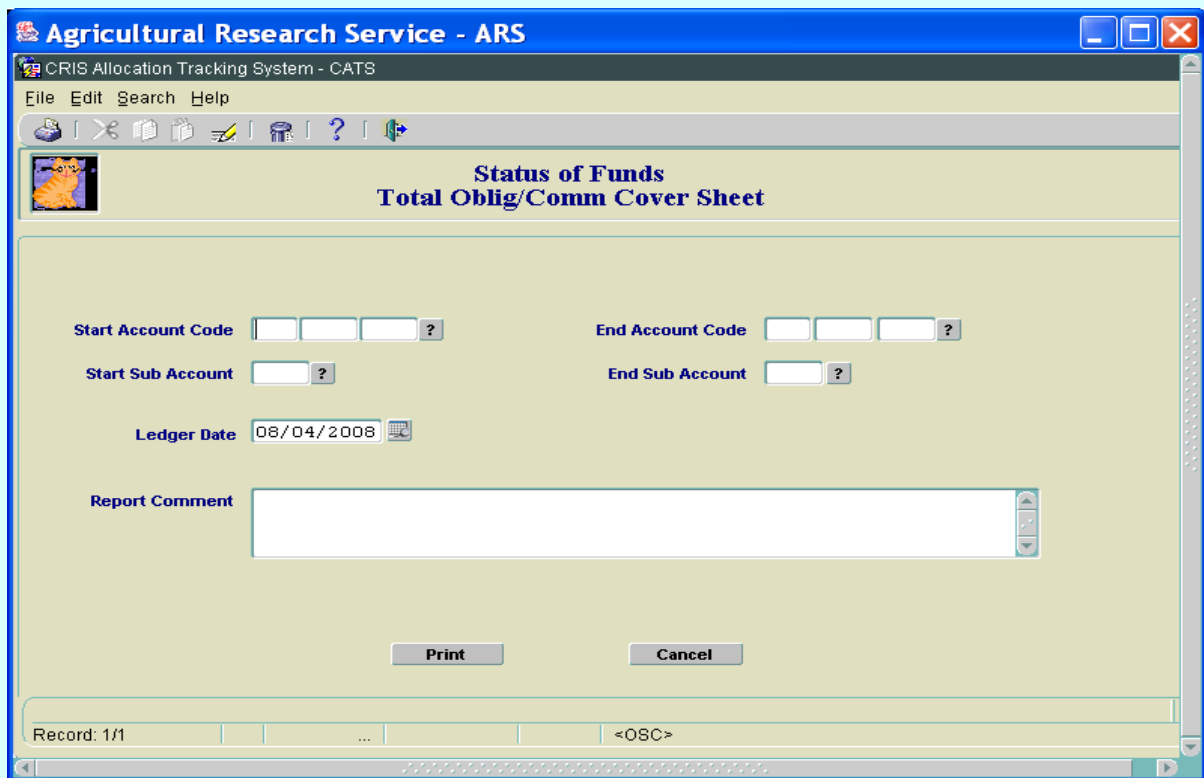 Agricultural Research Service - ARS
CRIS Allocation Tracking System - CATS
File Edit Search Help
?
Status of Funds
Total Oblig/Comm Cover Sheet
Start Account Code ? End Account Code ?
Start Sub Account ? End Sub Account ?
Ledger Date 08/04/2008
Report Comment
Print Cancel
Record: 1/1 ... <OSC>